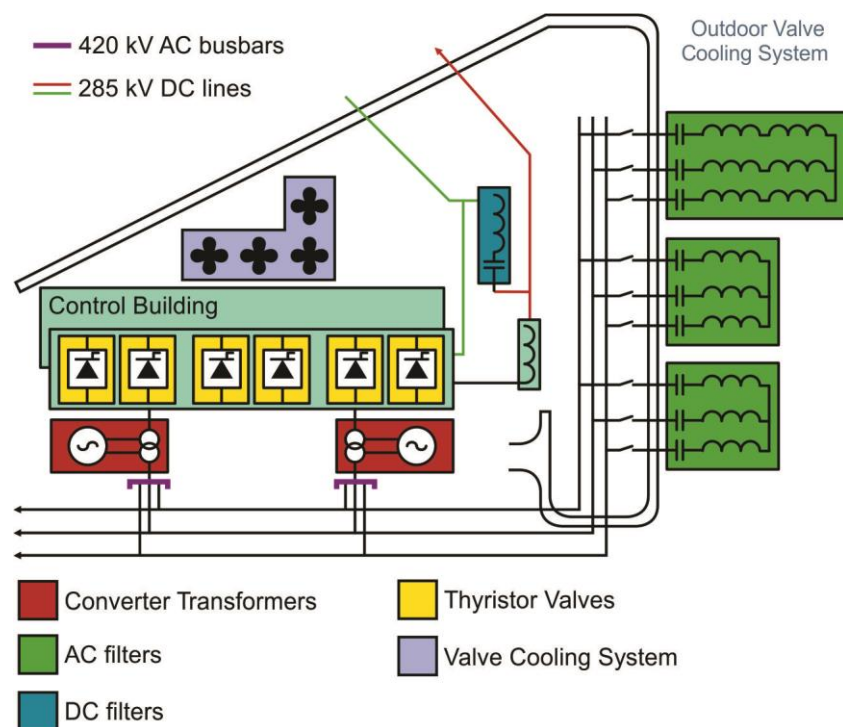 420 kV AC busbars
285 kV DC lines
Outdoor Valve
Cooling System
Control Building
Converter Transformers
AC filters
DC filters
Thyristor Valves
Valve Cooling System